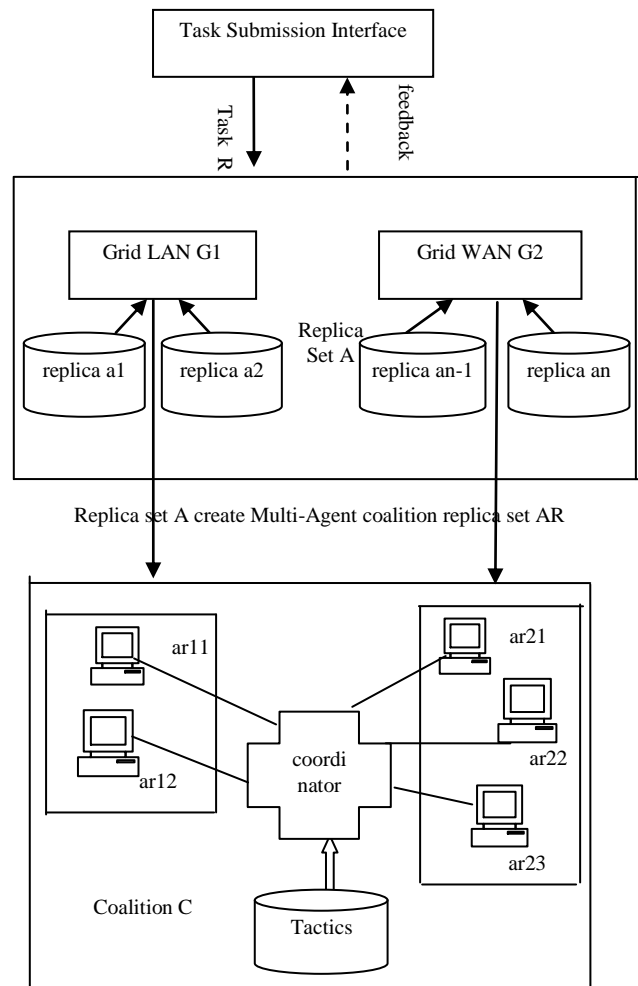 Task Submission Interface
Task R
feedback
Grid LAN G1
Grid WAN G2
Replica
Set A
replica a1
replica a2
replica an-1
replica an
Replica set A create Multi-Agent coalition replica set AR
ar11
ar21
ar12
ar22
coordi
nator
ar23
Coalition C
Tactics